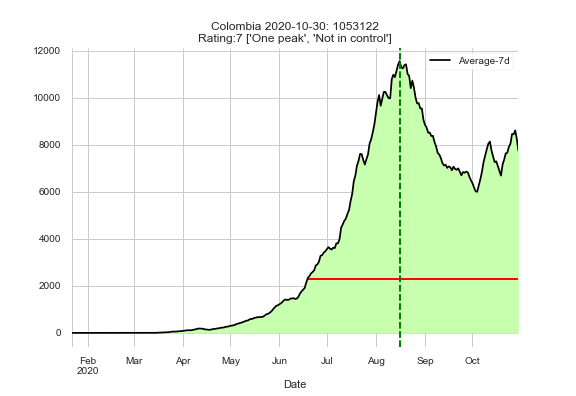 Colombia 2020-10-30: 1053122
Rating:7 ['One peak', 'Not in control']
12000
10000
8000
6000
4000
2000
0
Average-7d
Feb Mar Apr May Jun Jul Aug Sep Oct
2020
Date